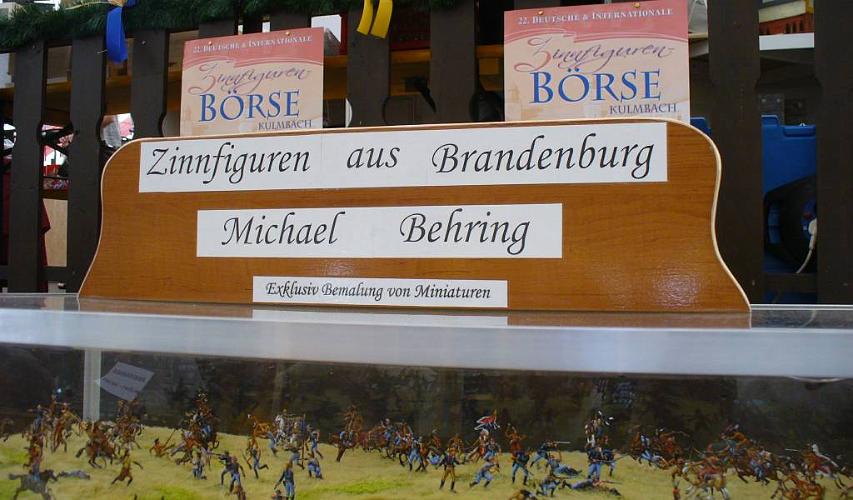 22. DEUTSCHE & INTERNATIONALE
Zinnfiguren
BÖRSE
KULMBACH
22. DEUTSCHE & INTERNATIONALE
Zinnfiguren
BÖRSE
KULMBACH
Zinnfiguren aus Brandenburg
Michael Behring
Exklusiv Bemalung von Miniaturen